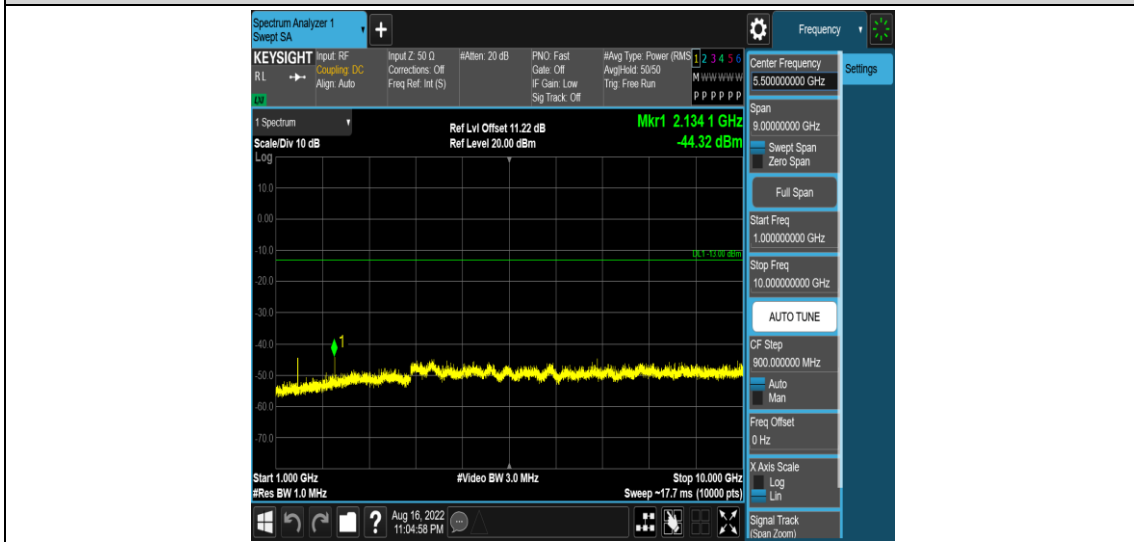 Spectrum Analyzer 1
Swept SA
+
Frequency
KEYSIGHT
RL
LXI
Input: RF
Coupling: DC
Align: Auto
Input Z: 50 Ω
Corrections: Off
Freq Ref: Int (S)
#Atten: 20 dB
PNO: Fast
Gate: Off
IF Gain: Low
Sig Track: Off
#Avg Type: Power (RMS
Avg|Hold: 50/50
Trig: Free Run
1 2 3 4 5 6
M W W W W W
P P P P P P
1 Spectrum
Scale/Div 10 dB
Log
Ref Lvl Offset 11.22 dB
Ref Level 20.00 dBm
Mkr1 2.134 1 GHz
-44.32 dBm
10.0
0.00
-10.0
DL1 -13.00 dBm
-20.0
-30.0
-40.0
1
-50.0
-60.0
-70.0
Start 1.000 GHz
#Res BW 1.0 MHz
#Video BW 3.0 MHz
Stop 10.000 GHz
Sweep ~17.7 ms (10000 pts)
?
Aug 16, 2022
11:04:58 PM
Center Frequency
5.500000000 GHz
Settings
Span
9.00000000 GHz
Swept Span
Zero Span
Full Span
Start Freq
1.000000000 GHz
Stop Freq
10.000000000 GHz
AUTO TUNE
CF Step
900.000000 MHz
Auto
Man
Freq Offset
0 Hz
X Axis Scale
Log
Lin
Signal Track
(Span Zoom)